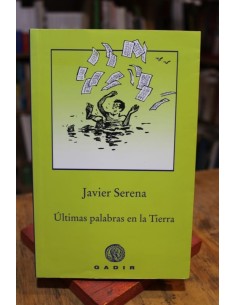 Javier Serena
Últimas palabras en la Tierra
GADIR